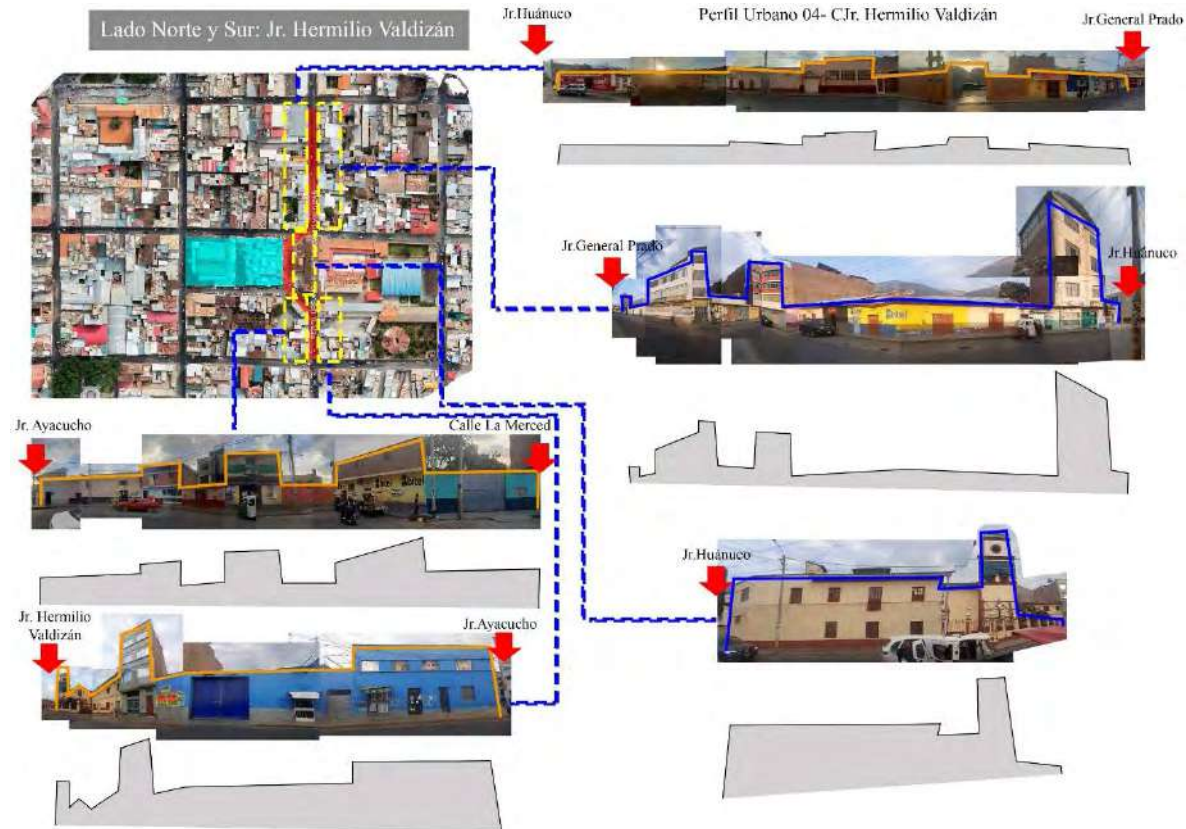 Lado Norte y Sur: Jr. Hermilio Valdizán
Jr.Huánuco
Perfil Urbano 04- CJr. Hermilio Valdizán
Jr.General Prado
Jr.General Prado
Jr.Huánuco
Jr. Ayacucho
Calle La Merced
Jr.Huánuco
Jr. Hermilio
Valdizán
Jr.Ayacucho